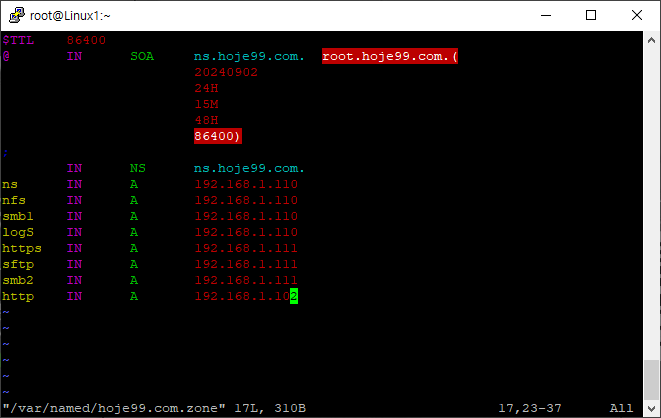 root@Linux1:~
$TTL 86400
@ IN SOA ns.hoje99.com. root.hoje99.com.(
20240902
24H
15M
48H
86400)
;
IN NS ns.hoje99.com.
ns IN A 192.168.1.110
nfs IN A 192.168.1.110
smb1 IN A 192.168.1.110
logS IN A 192.168.1.110
https IN A 192.168.1.111
sftp IN A 192.168.1.111
smb2 IN A 192.168.1.111
http IN A 192.168.1.102
~
~
~
~
~
~
"/var/named/hoje99.com.zone" 17L, 310B 17,23-37 All